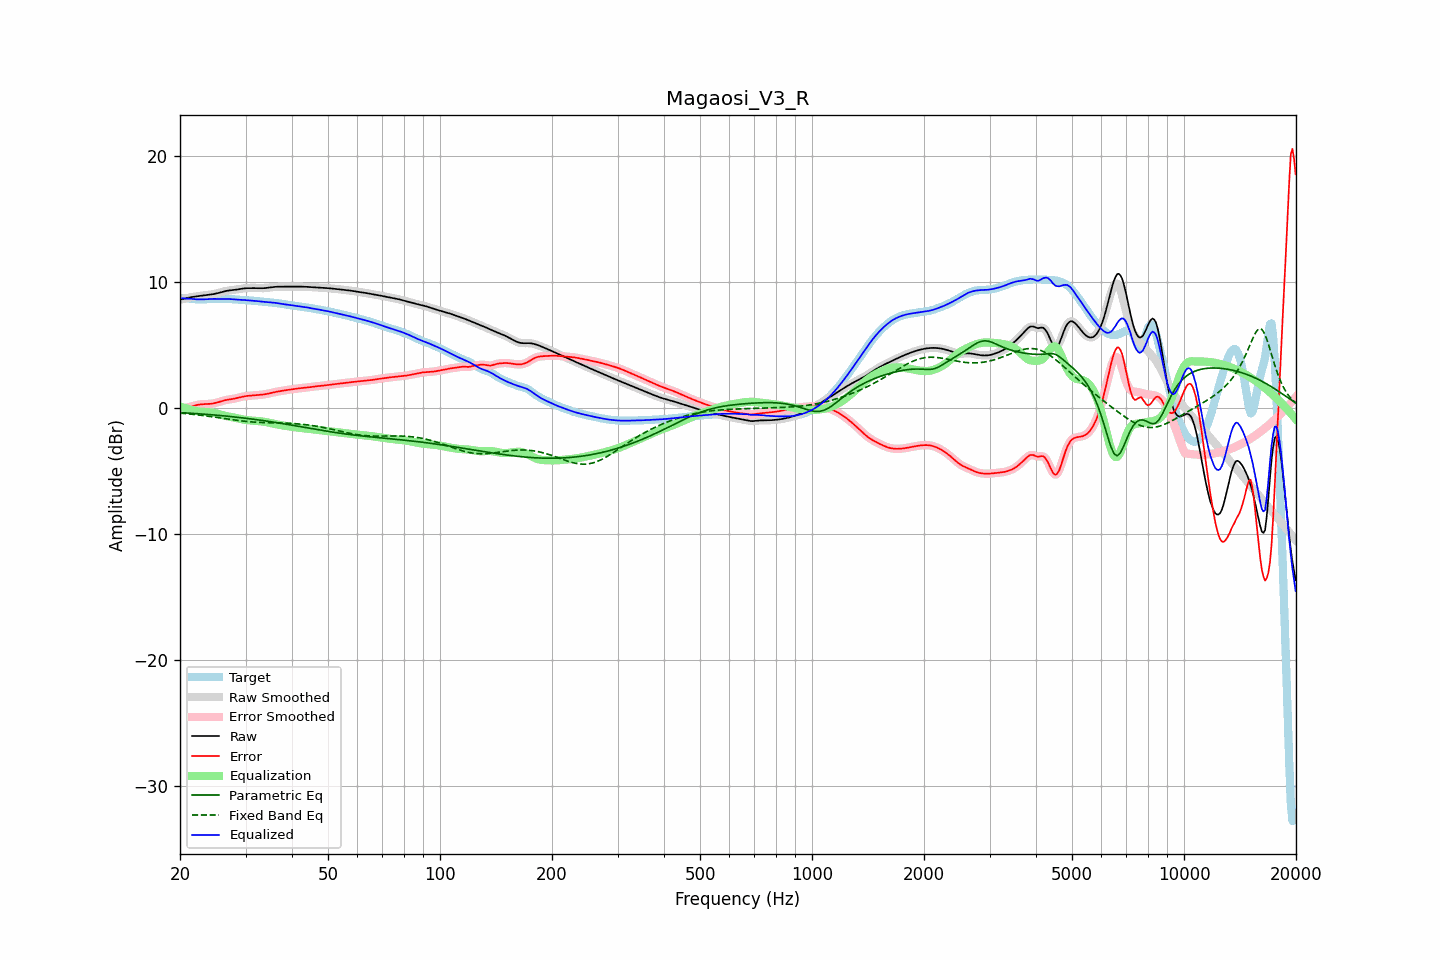 Magaosi_V3_R
Amplitude (dBr)
20
10
0
−10
−20
−30
Target
Raw Smoothed
Error Smoothed
Raw
Error
Equalization
Parametric Eq
Fixed Band Eq
Equalized
20 50 100 200 500 1000 2000 5000 10000 20000
Frequency (Hz)